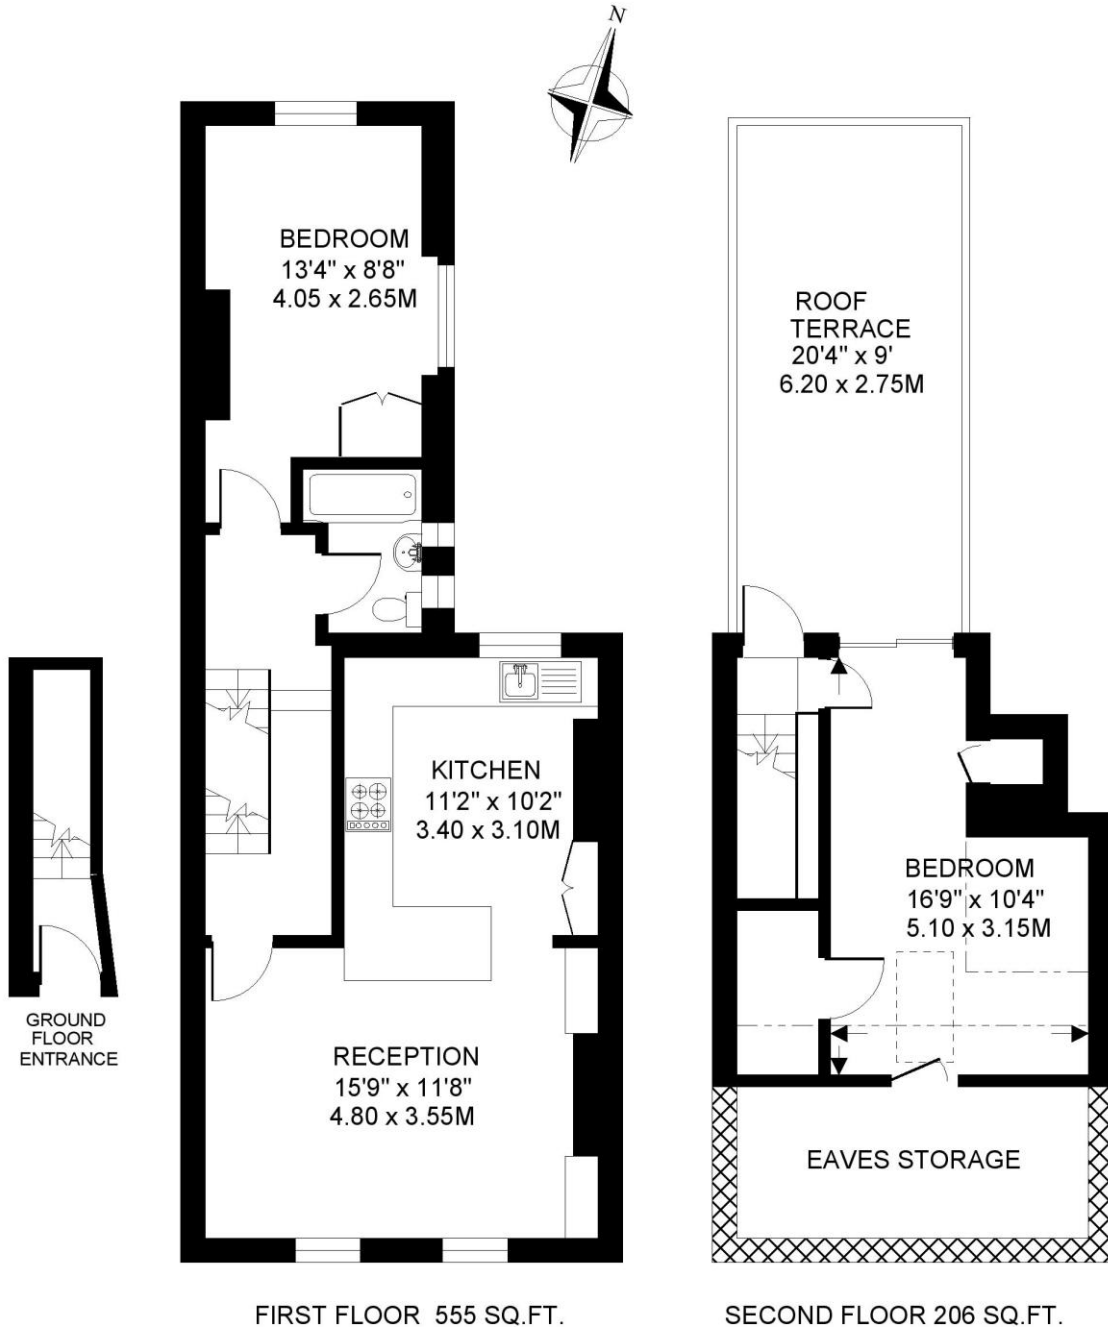 N
BEDROOM
13'4" x 8'8"
4.05 x 2.65M
ROOF
TERRACE
20'4" x 9'
6.20 x 2.75M
KITCHEN
11'2" x 10'2"
3.40 x 3.10M
BEDROOM
16'9" x 10'4"
5.10 x 3.15M
GROUND
FLOOR
ENTRANCE
RECEPTION
15'9" x 11'8"
4.80 x 3.55M
EAVES STORAGE
FIRST FLOOR 555 SQ.FT.
SECOND FLOOR 206 SQ.FT.